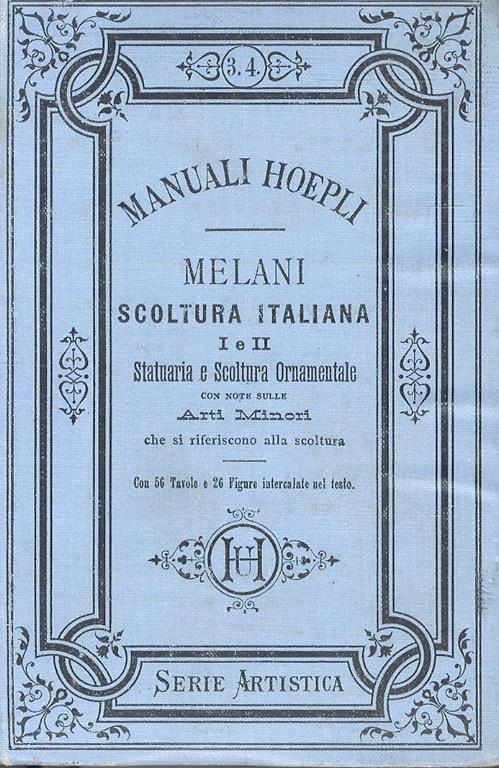 3. 4.
MANUALI HOEPLI
MELANI
SCOLTURA ITALIANA
I e II
Statuaria e Scoltura Ornamentale
CON NOTE SULLE
Arti Minori
che si riferiscono alla scoltura
Con 56 Tavole e 26 Figure intercalate nel testo.
UH
SERIE ARTISTICA